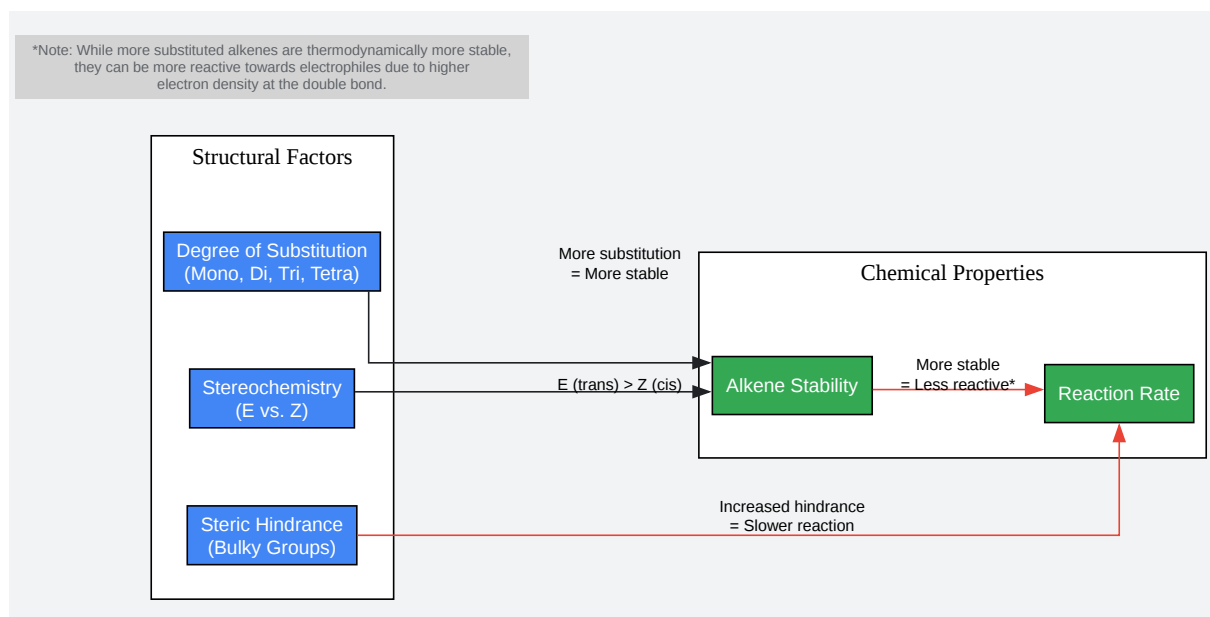 *Note: While more substituted alkenes are thermodynamically more stable,
they can be more reactive towards electrophiles due to higher
electron density at the double bond.
Structural Factors
Degree of Substitution
(Mono, Di, Tri, Tetra)
Stereochemistry
(E vs. Z)
Steric Hindrance
(Bulky Groups)
More substitution
= More stable
E (trans) > Z (cis)
Increased hindrance
= Slower reaction
Chemical Properties
Alkene Stability
More stable
= Less reactive*
Reaction Rate